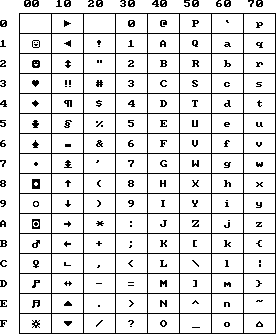 00 10 20 30 40 50 60 70
0 ► 0 @ P ` p
1 ☺ ◄ ! 1 A Q a q
2 ☻ ↕ " 2 B R b r
3 ♥ ‼ # 3 C S c s
4 ♦ ¶ $ 4 D T d t
5 ♣ § % 5 E U e u
6 ♠ ▬ & 6 F V f v
7 • ↨ ' 7 G W g w
8 ◘ ↑ ( 8 H X h x
9 ○ ↓ ) 9 I Y i y
A ◙ → * : J Z j z
B ♂ ← + ; K [ k {
C ♀ ∟ , < L \ l ¦
D ♪ ↔ - = M ] m }
E ♫ ▲ . > N ^ n ~
F ☼ ▼ / ? O _ o ⌂